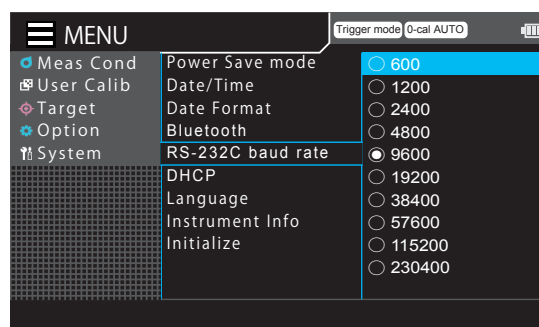 MENU
Trigger mode 0-cal AUTO
Meas Cond
User Calib
Target
Option
System
Power Save mode
Date/Time
Date Format
Bluetooth
RS-232C baud rate
DHCP
Language
Instrument Info
Initialize
600
1200
2400
4800
9600
19200
38400
57600
115200
230400